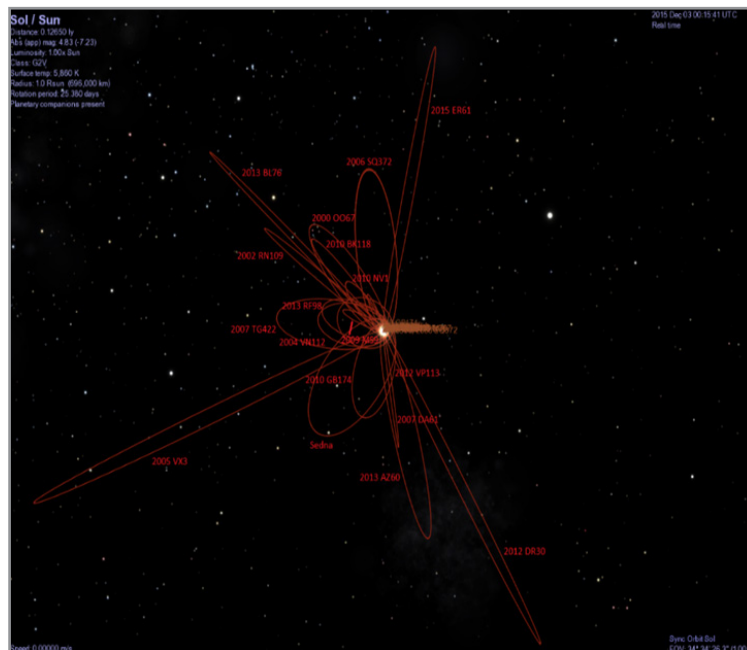 Sol / Sun
Distance: 0.12650 ly
Abs (app) mag: 4.83 (-7.23)
Luminosity: 1.00x Sun
Class: G2V
Surface temp: 5,860 K
Radius: 1.0 Rsun (696,000 km)
Rotation period: 25.380 days
Planetary companions present
2015 Dec 03 00:15:41 UTC
Real time
2015 ER61
2006 SQ372
2013 BL76
2000 OO67
2010 BK118
2002 RN109
2010 NV1
2013 RF98
2007 TG422
2004 VN112
2012 VP113
2010 GB174
2007 DA61
Sedna
2005 VX3
2013 AZ60
2012 DR30
Speed: 0.00000 m/s
Sync Orbit Sol